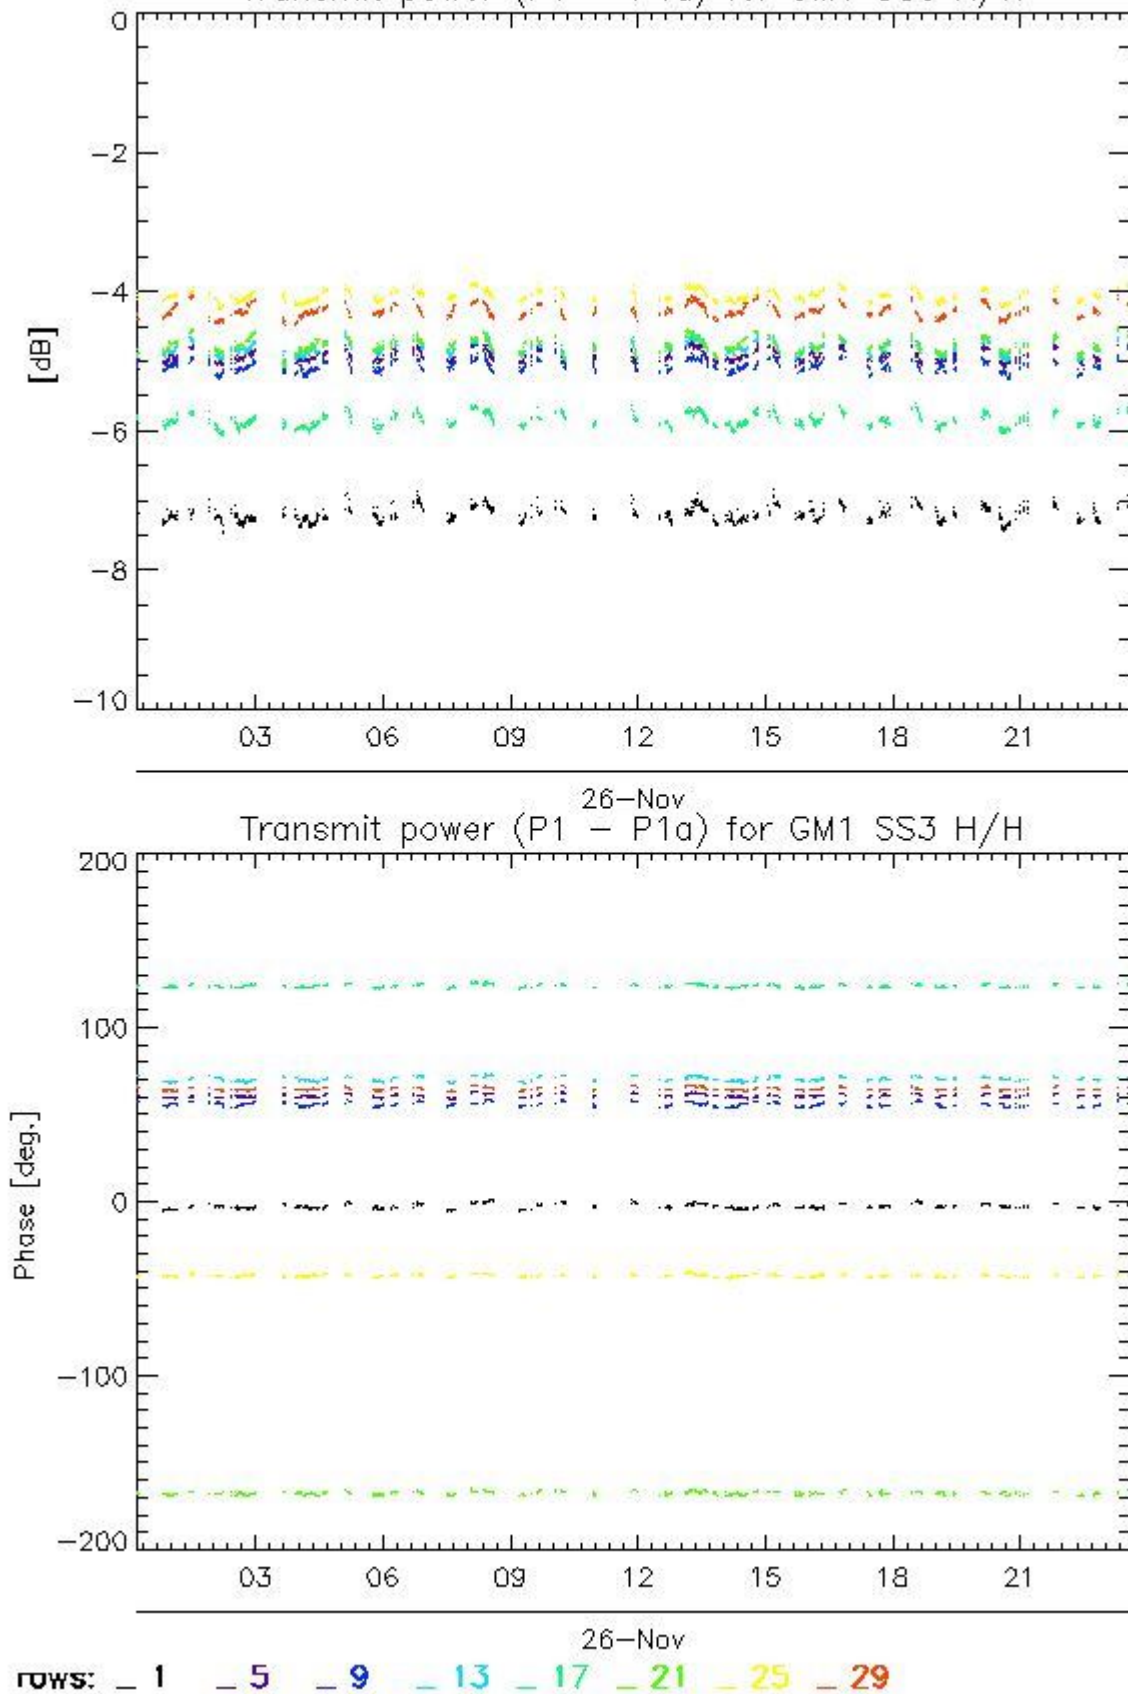 0
−2
−4
[dB]
−6
−8
−10
03 06 09 12 15 18 21
26−Nov
Transmit power (P1 − P1a) for GM1 SS3 H/H
200
100
Phase [deg.]
0
−100
−200
03 06 09 12 15 18 21
26−Nov
rows: _ 1 _ 5 _ 9 _ 13 _ 17 _ 21 _ 25 _ 29